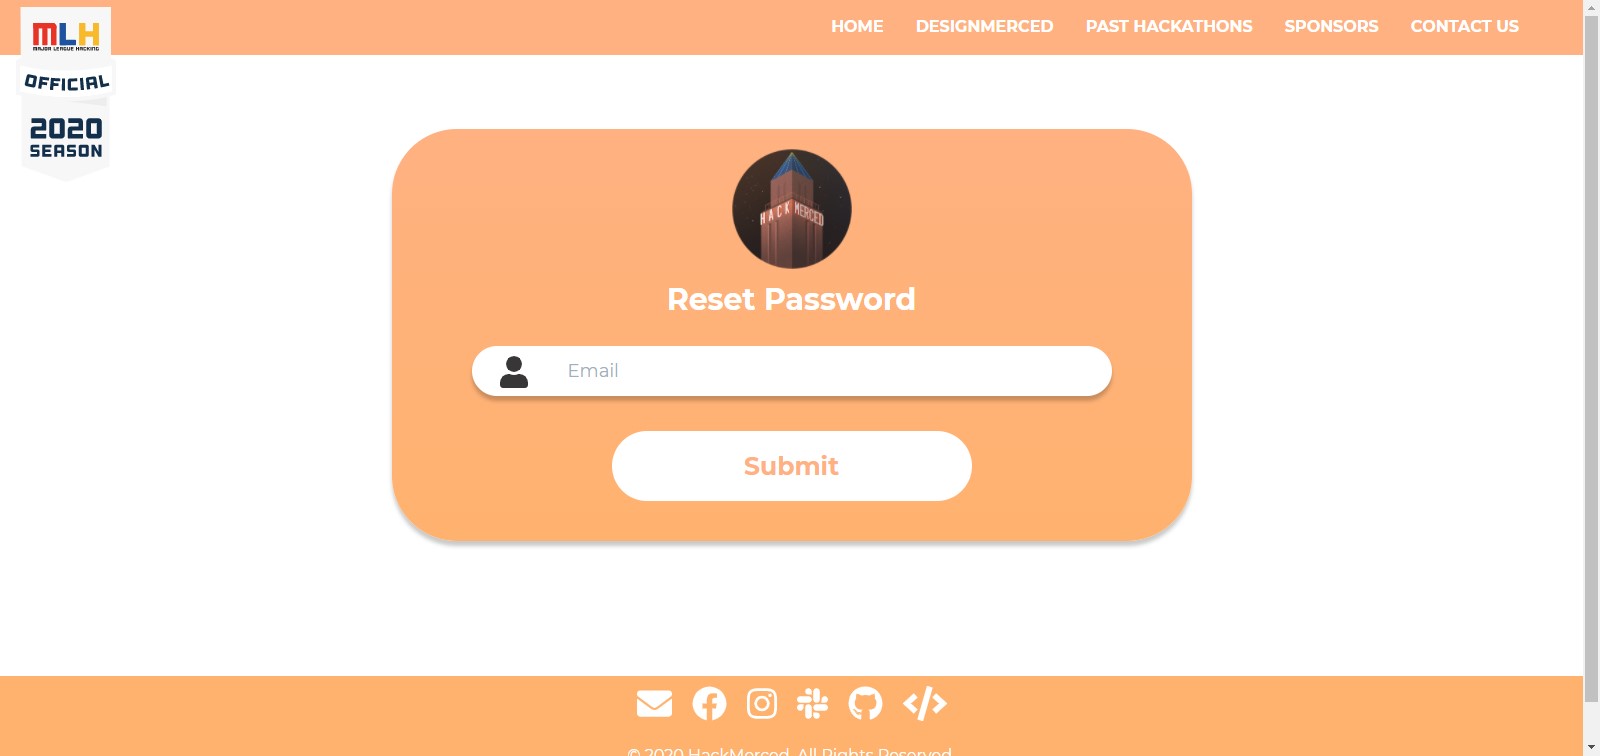 MLH
MAJOR LEAGUE HACKING
OFFICIAL
2020
SEASON
HOME DESIGNMERCED PAST HACKATHONS SPONSORS CONTACT US
HACK MERCED
Reset Password
Email
Submit
© 2020 HackMerced. All Rights Reserved.